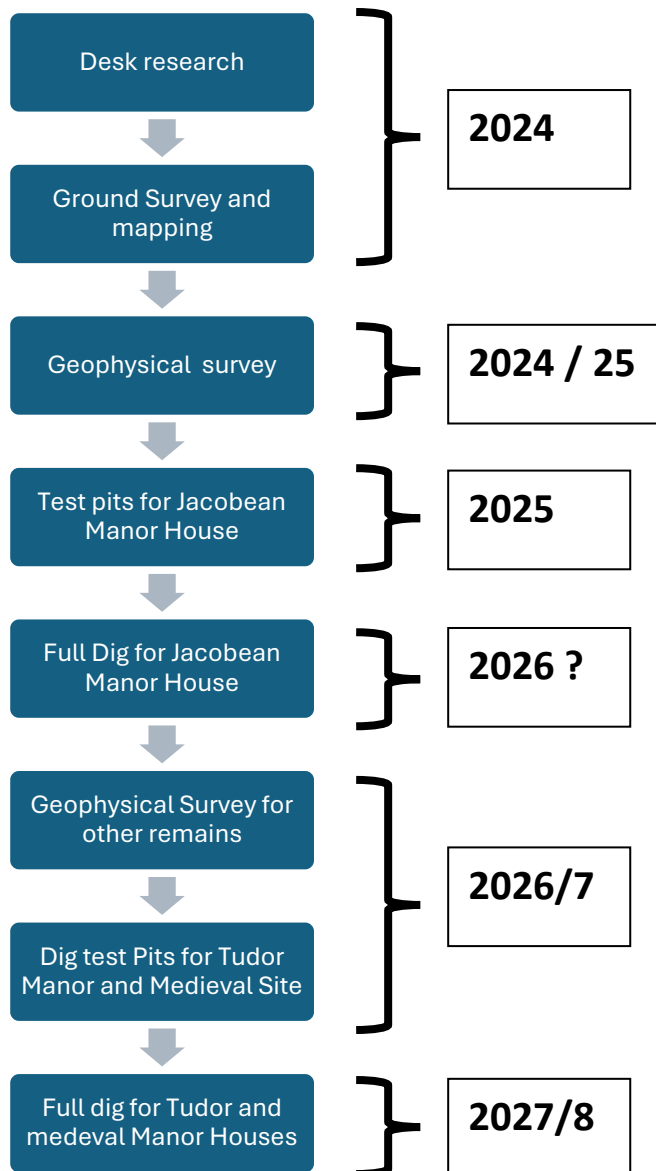 Desk research
2024
Ground Survey and
mapping
Geophysical survey
2024 / 25
Test pits for Jacobean
Manor House
2025
Full Dig for Jacobean
Manor House
2026 ?
Geophysical Survey for
other remains
2026/7
Dig test Pits for Tudor
Manor and Medieval Site
Full dig for Tudor and
medeval Manor Houses
2027/8